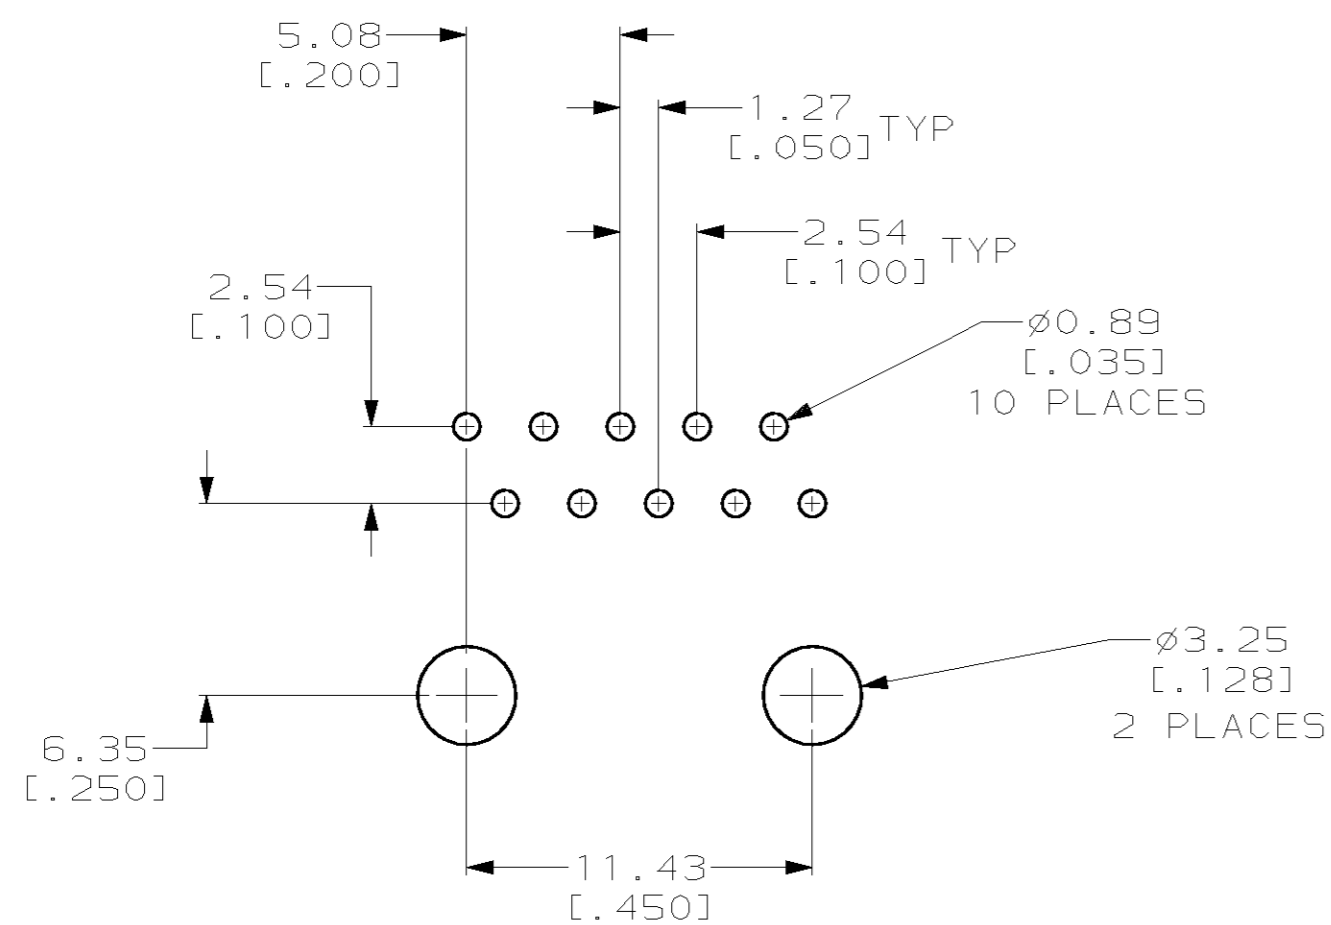 5.08
[.200]
1.27
[.050] TYP
2.54
[.100] TYP
2.54
[.100]
ø0.89
[.035]
10 PLACES
ø3.25
[.128]
2 PLACES
6.35
[.250]
11.43
[.450]